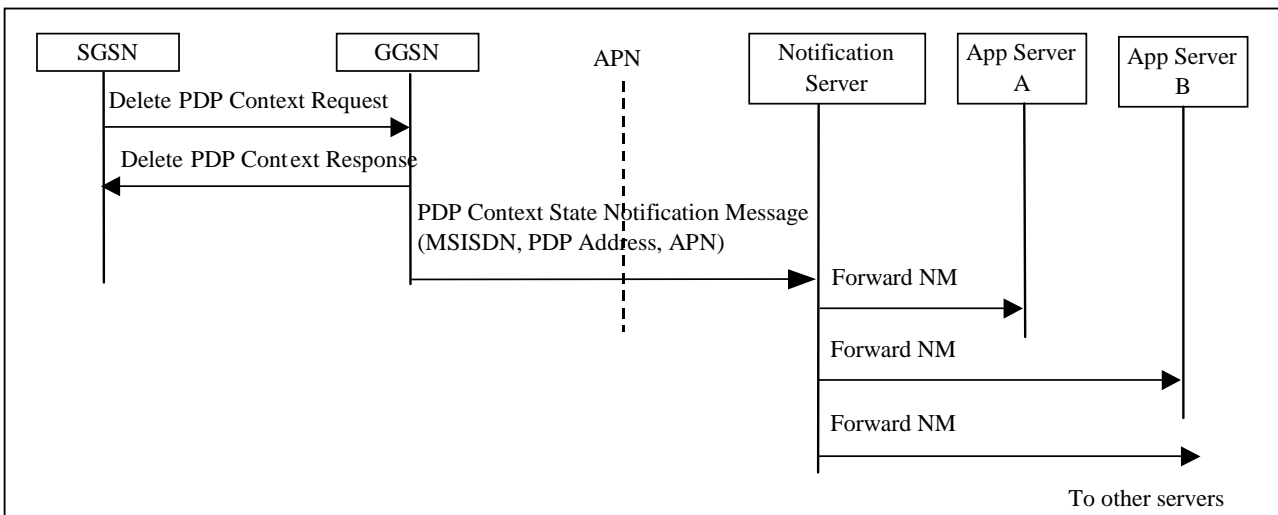 SGSN
GGSN
APN
Notification
Server
App Server
A
App Server
B
Delete PDP Context Request
Delete PDP Context Response
PDP Context State Notification Message
(MSISDN, PDP Address, APN)
Forward NM
Forward NM
Forward NM
To other servers